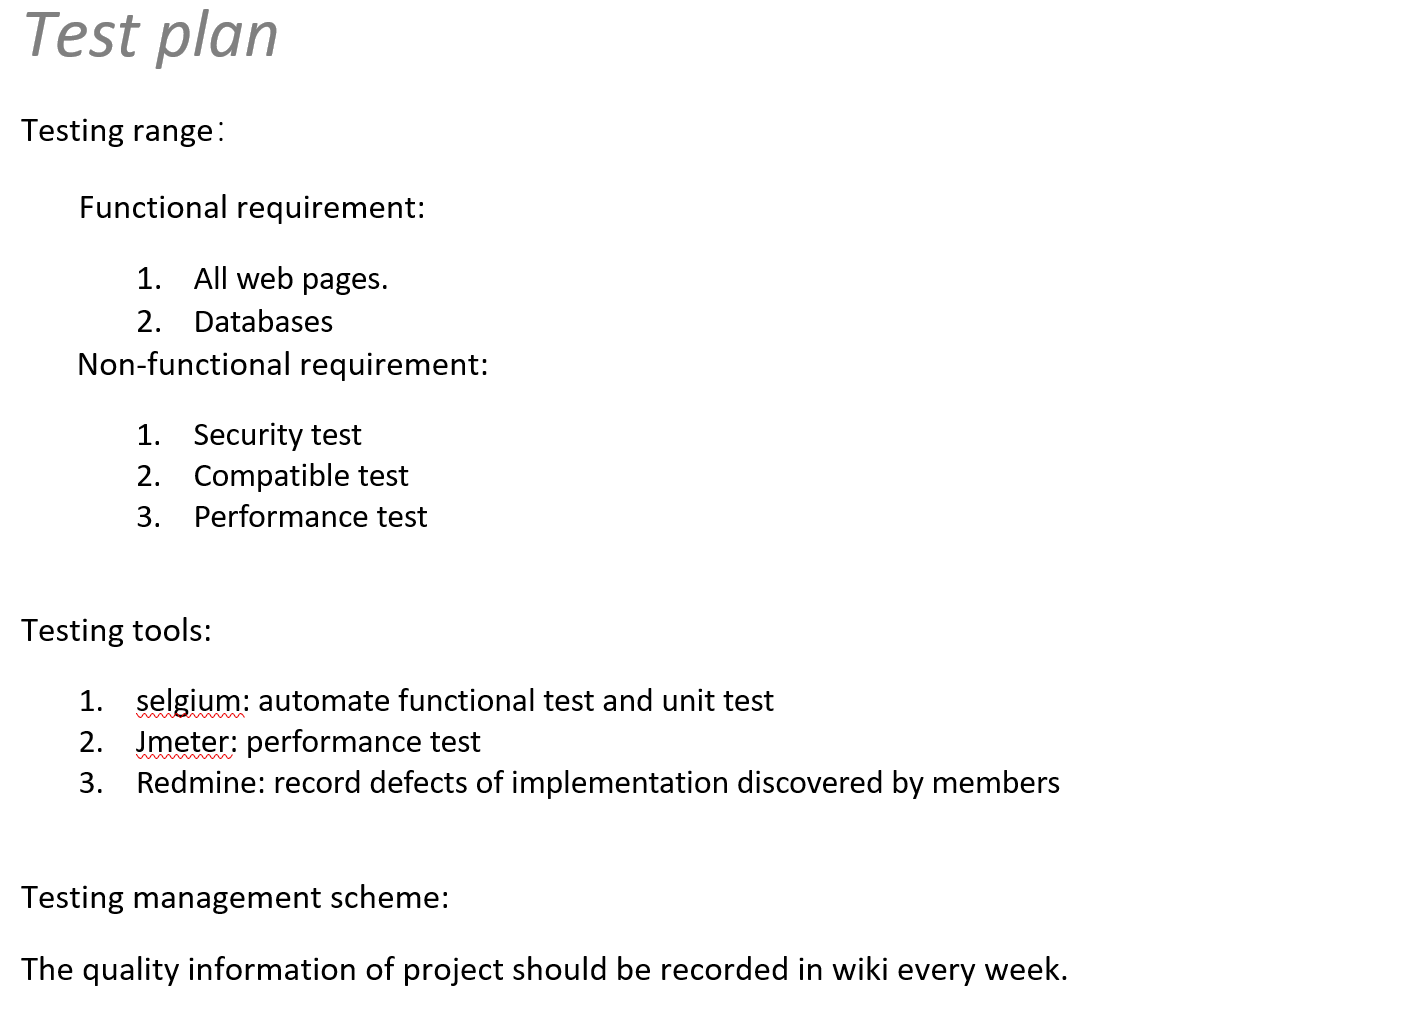 Test plan
Testing range：
Functional requirement:
1. All web pages.
2. Databases
Non-functional requirement:
1. Security test
2. Compatible test
3. Performance test
Testing tools:
1. selgium: automate functional test and unit test
2. Jmeter: performance test
3. Redmine: record defects of implementation discovered by members
Testing management scheme:
The quality information of project should be recorded in wiki every week.